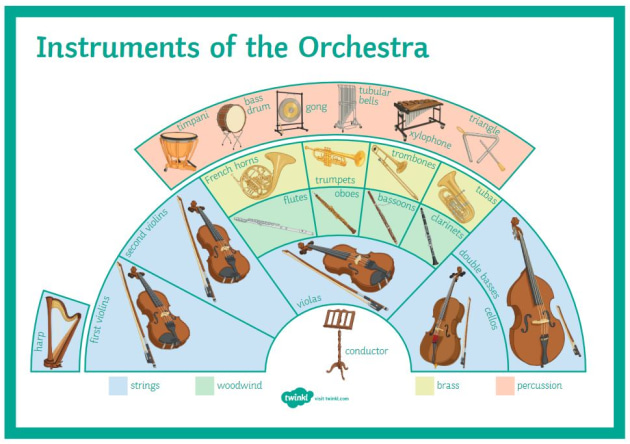 Instruments of the Orchestra
timpani
bass
drum
gong
tubular
bells
xylophone
triangle
French horns
trumpets
trombones
tubas
flutes
oboes
bassoons
clarinets
second violins
first violins
violas
double basses
cellos
harp
conductor
strings
woodwind
brass
percussion
twinkl
visit twinkl.com